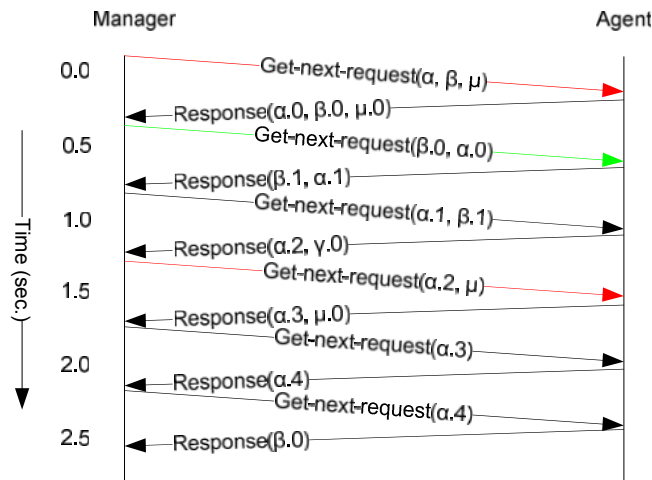 Manager
Agent
0.0
Get-next-request(α, β, μ)
Response(α.0, β.0, μ.0)
0.5
Get-next-request(β.0, α.0)
Response(β.1, α.1)
1.0
Get-next-request(α.1, β.1)
Response(α.2, γ.0)
Get-next-request(α.2, μ)
1.5
Response(α.3, μ.0)
Get-next-request(α.3)
2.0
Response(α.4)
Get-next-request(α.4)
2.5
Response(β.0)
Time (sec.)